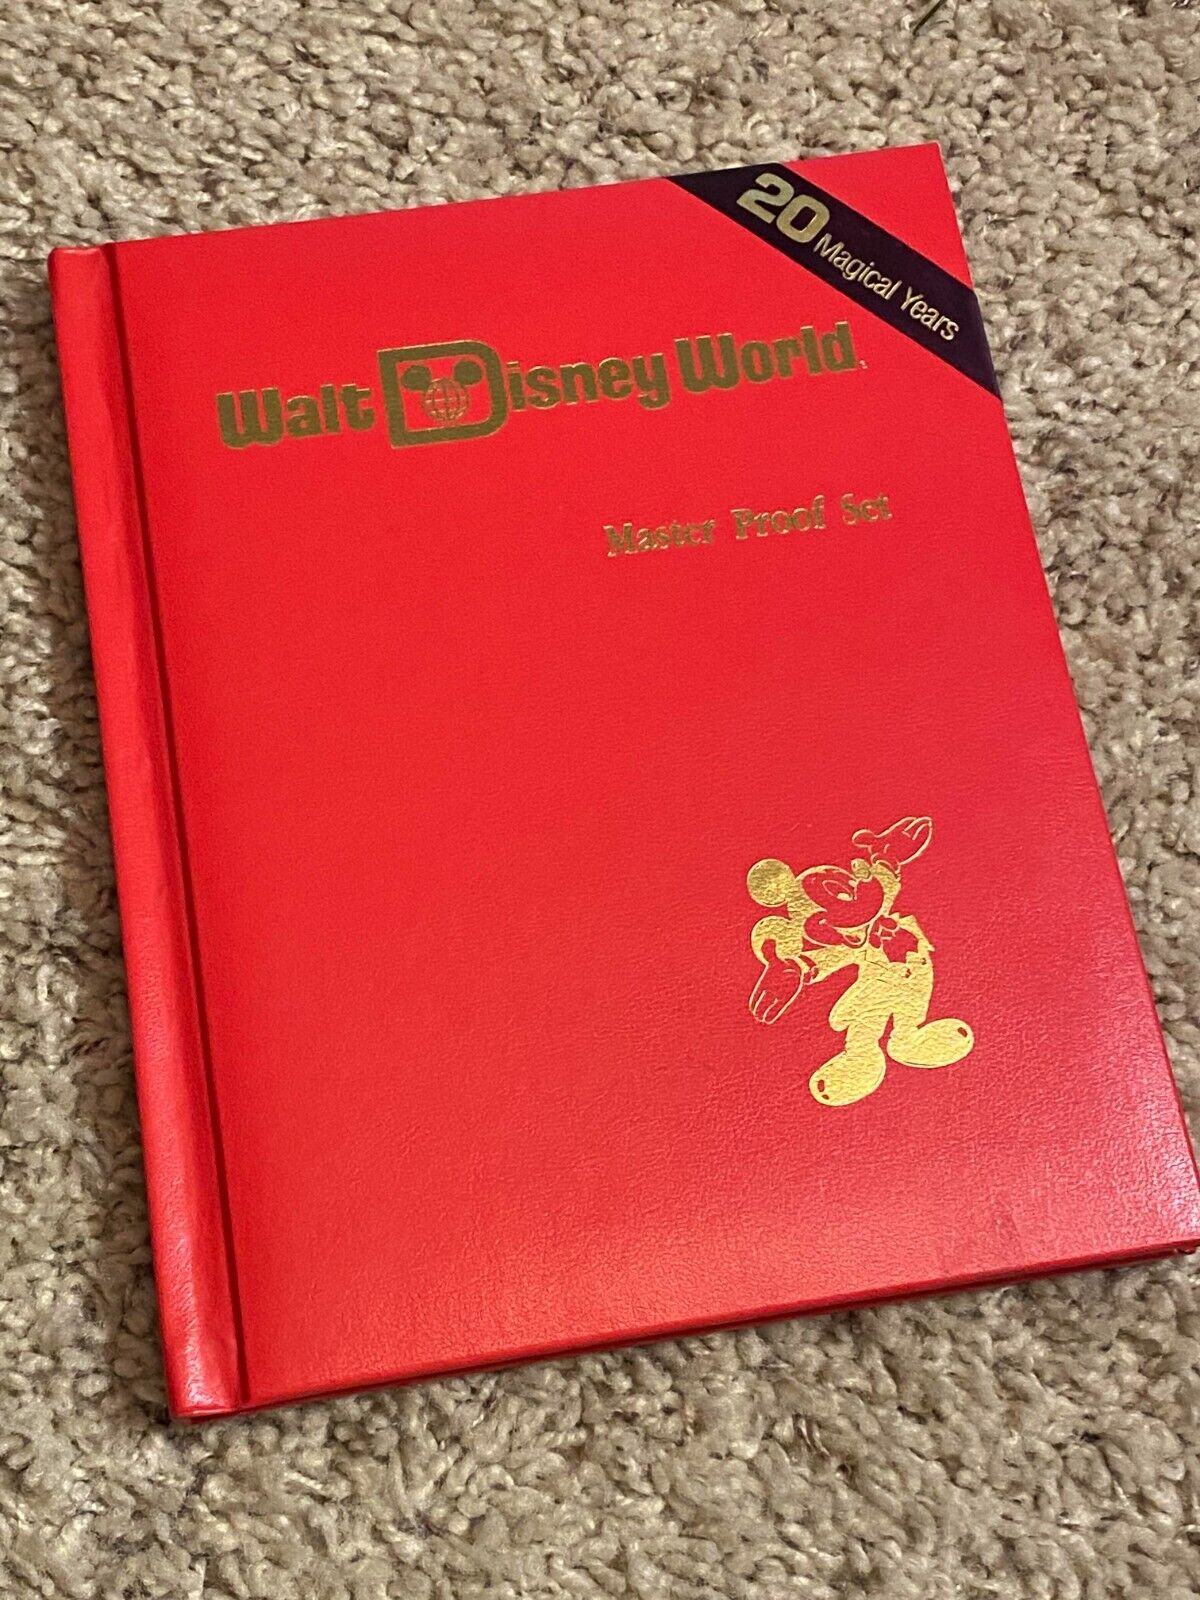 20 Magical Years
Walt Disney World
Master Proof Set